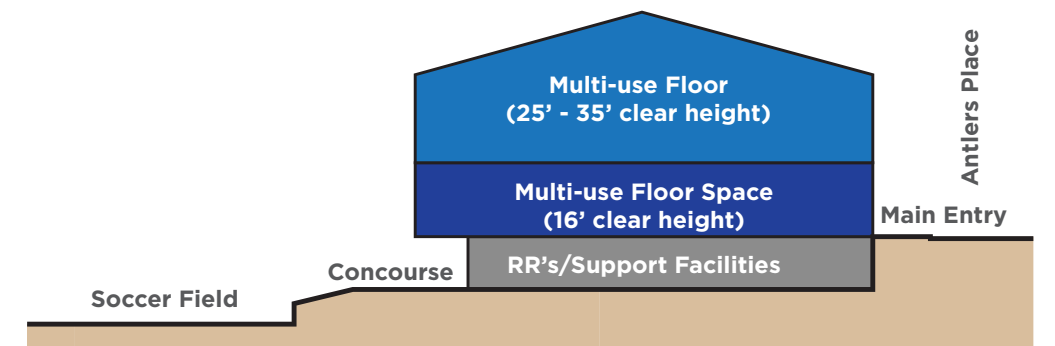 Multi-use Floor
(25’ - 35’ clear height)
Antlers Place
Multi-use Floor Space
(16’ clear height)
Main Entry
RR’s/Support Facilities
Concourse
Soccer Field